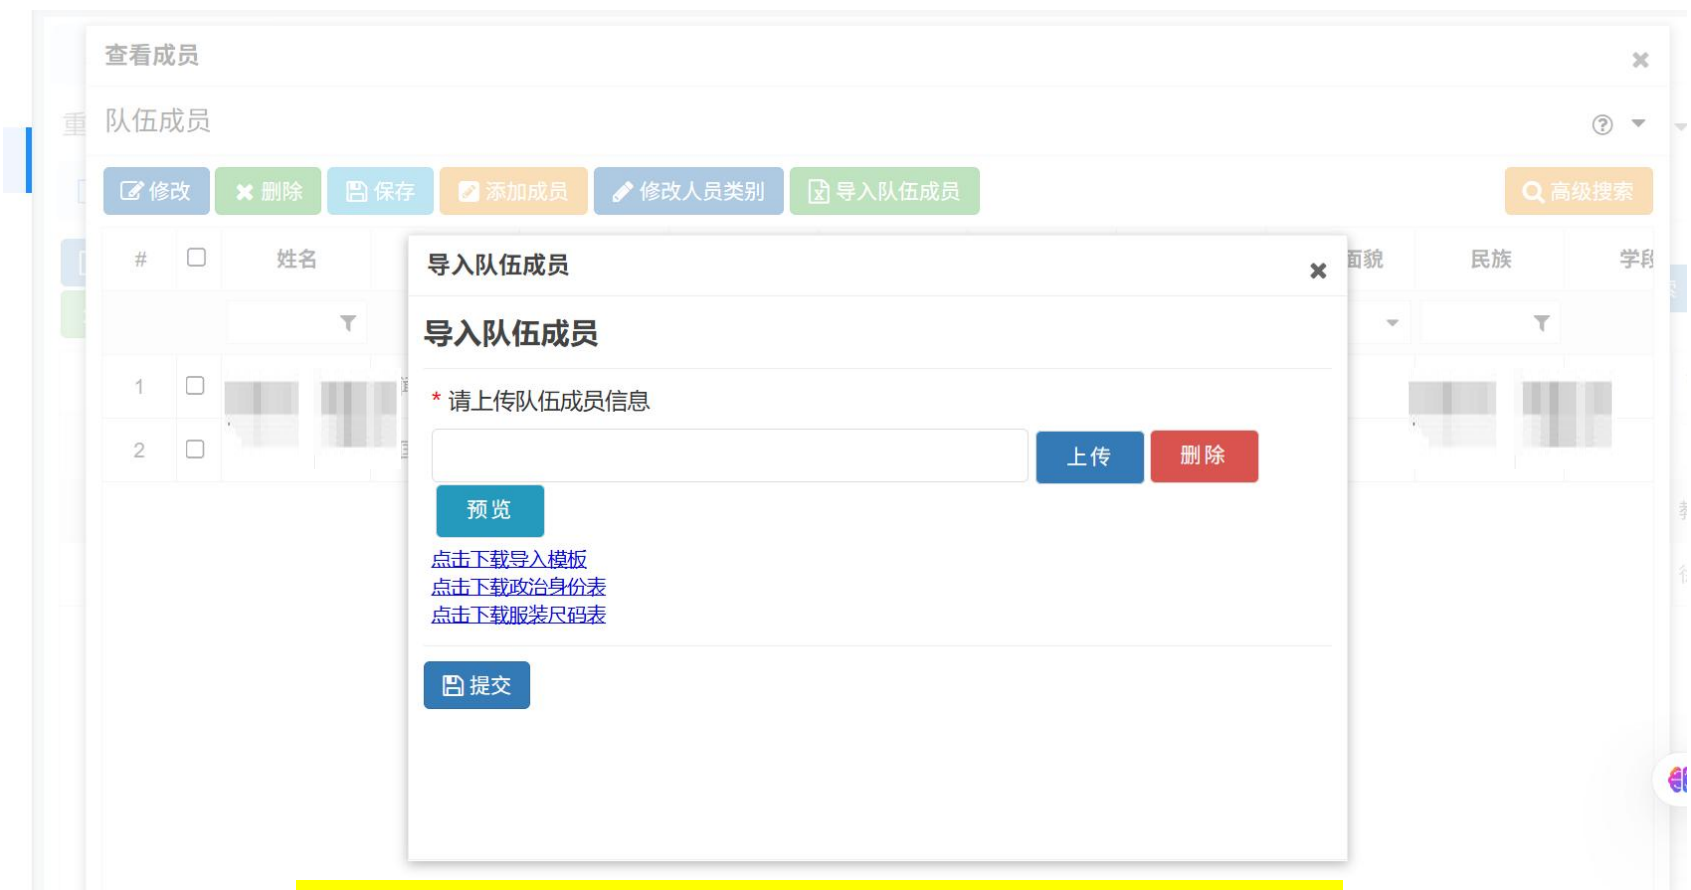 查看成员
队伍成员
修改 删除 保存 添加成员 修改人员类别 导入队伍成员 高级搜索
# 姓名 面貌 民族 学段
导入队伍成员
导入队伍成员
1
* 请上传队伍成员信息
2
上传 删除
预览
点击下载导入模板
点击下载政治身份表
点击下载服装尺码表
提交